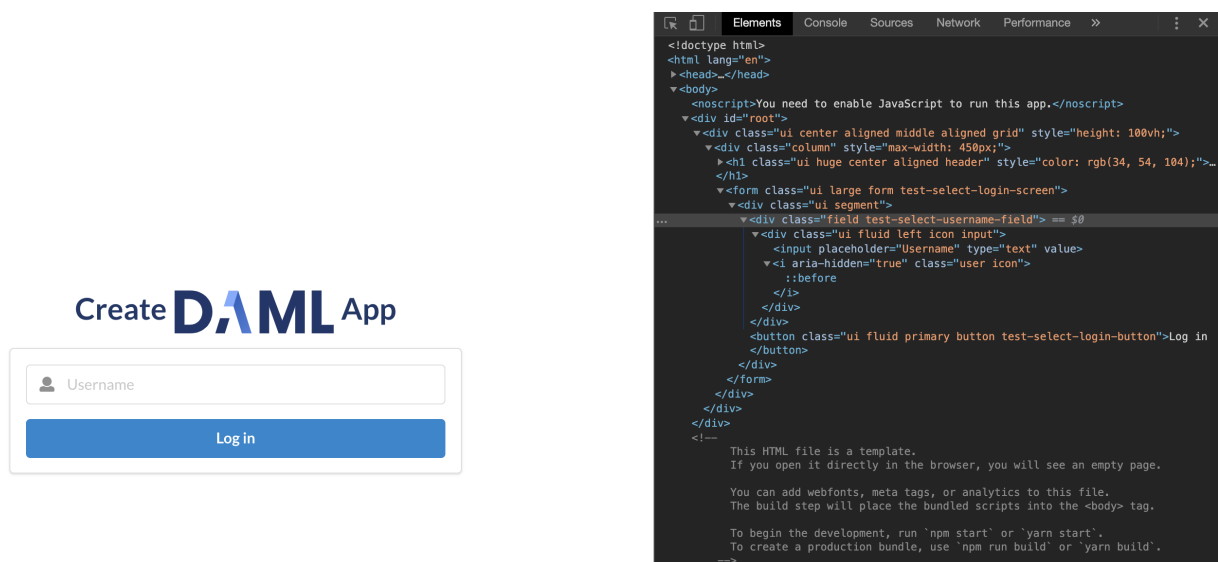 Create DAML App
Username
Log in
Elements Console Sources Network Performance »
<!doctype html>
<html lang="en">
▶<head>…</head>
▼<body>
<noscript>You need to enable JavaScript to run this app.</noscript>
▼<div id="root">
▼<div class="ui center aligned middle aligned grid" style="height: 100vh;">
▼<div class="column" style="max-width: 450px;">
▶<h1 class="ui huge center aligned header" style="color: rgb(34, 54, 104);">…
</h1>
▼<form class="ui large form test-select-login-screen">
▼<div class="ui segment">
... ▼<div class="field test-select-username-field"> == $0
▼<div class="ui fluid left icon input">
<input placeholder="Username" type="text" value>
▼<i aria-hidden="true" class="user icon">
::before
</i>
</div>
</div>
<button class="ui fluid primary button test-select-login-button">Log in
</button>
</div>
</form>
</div>
</div>
</div>
<!--
This HTML file is a template.
If you open it directly in the browser, you will see an empty page.
You can add webfonts, meta tags, or analytics to this file.
The build step will place the bundled scripts into the <body> tag.
To begin the development, run `npm start` or `yarn start`.
To create a production bundle, use `npm run build` or `yarn build`.
-->